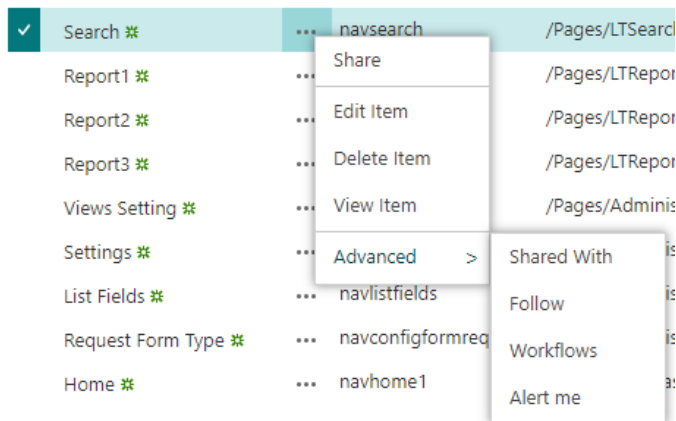 Search navsearch /Pages/LTSearch
Report1 /Pages/LTRepor
Report2 /Pages/LTRepor
Report3 /Pages/LTRepor
Views Setting /Pages/Adminis
Settings
List Fields navlistfields
Request Form Type navconfigformreq
Home navhome1
Share
Edit Item
Delete Item
View Item
Advanced >
Shared With
Follow
Workflows
Alert me